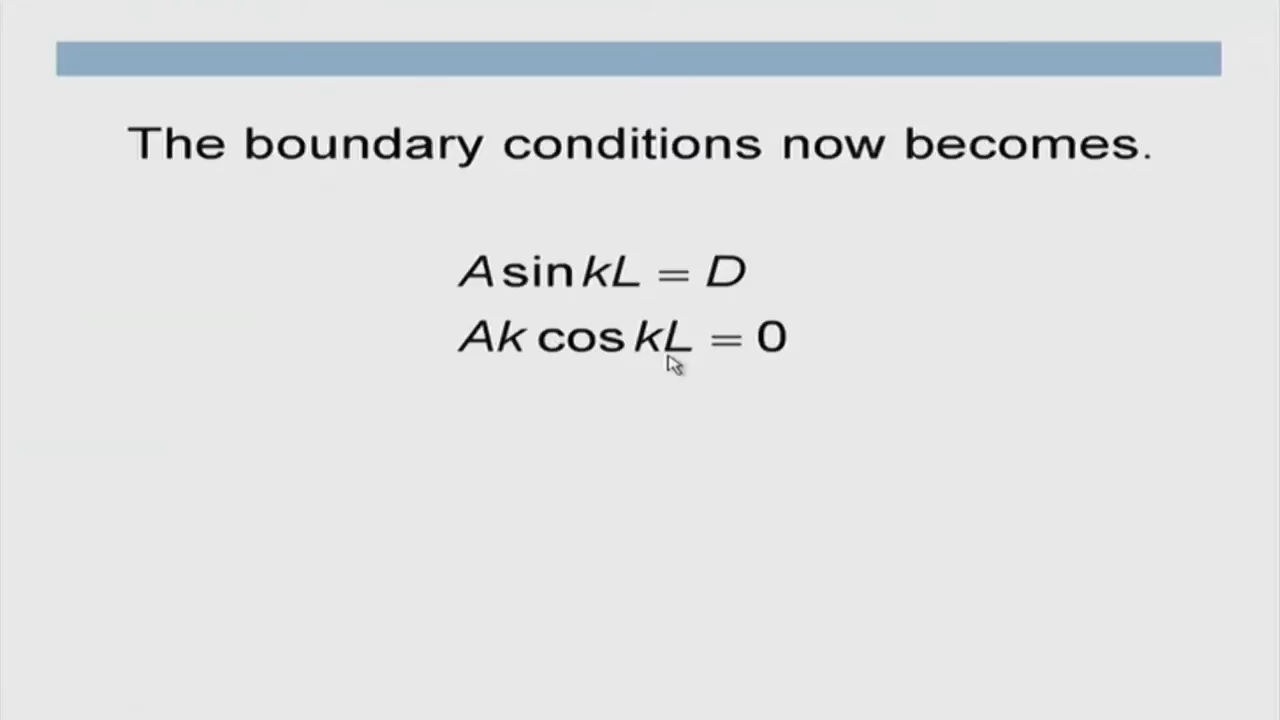 The boundary conditions now becomes.
A sin kL = D
Ak cos kL = 0